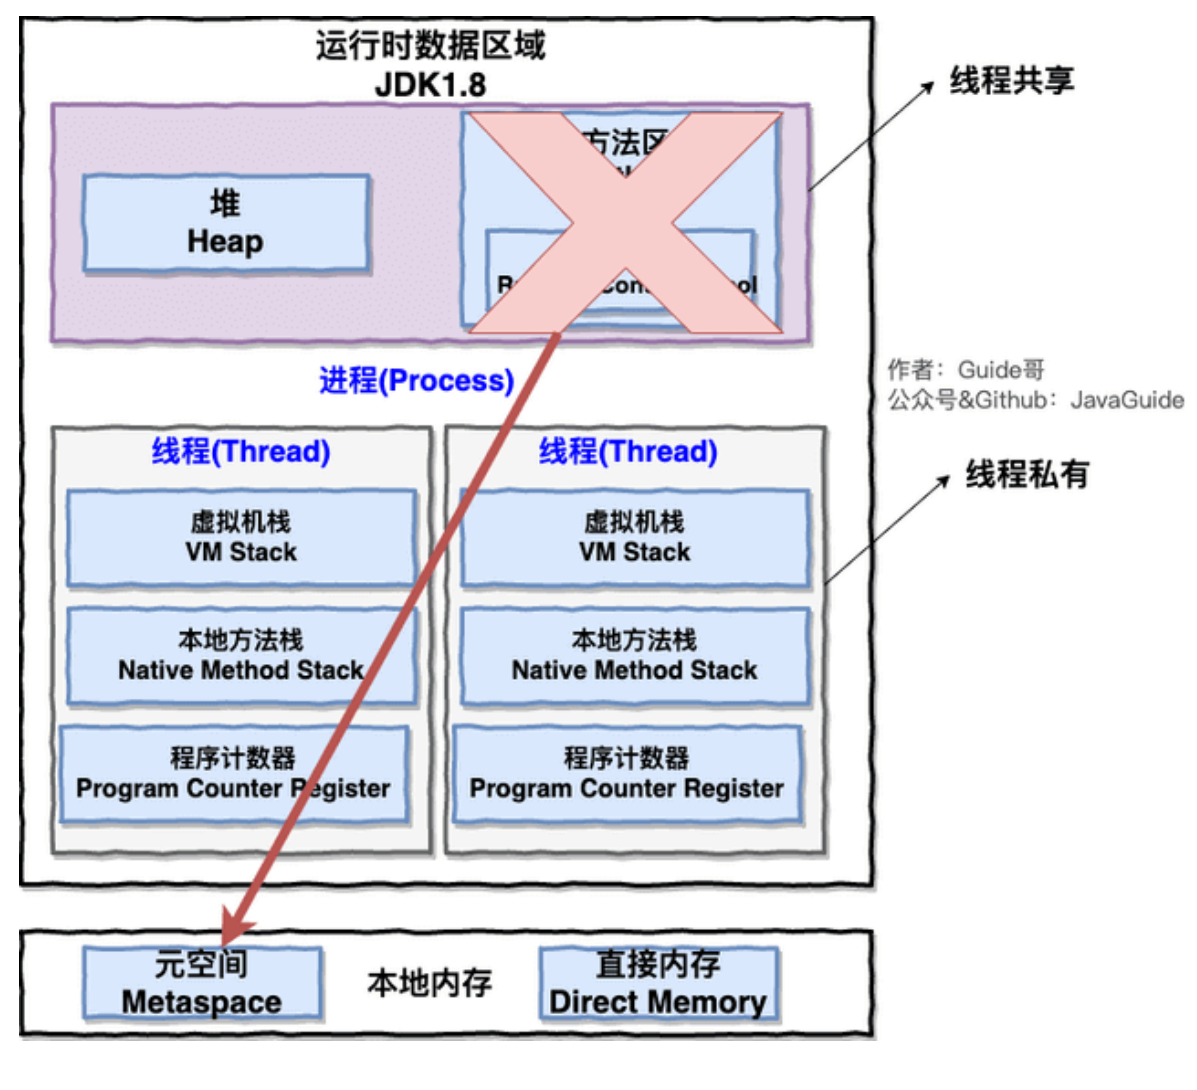 运行时数据区域
JDK1.8
线程共享
方法区
堆
Heap
进程(Process)
作者：Guide哥
公众号&Github：JavaGuide
线程(Thread)
线程(Thread)
线程私有
虚拟机栈
VM Stack
虚拟机栈
VM Stack
本地方法栈
Native Method Stack
本地方法栈
Native Method Stack
程序计数器
Program Counter Register
程序计数器
Program Counter Register
元空间
Metaspace
本地内存
直接内存
Direct Memory